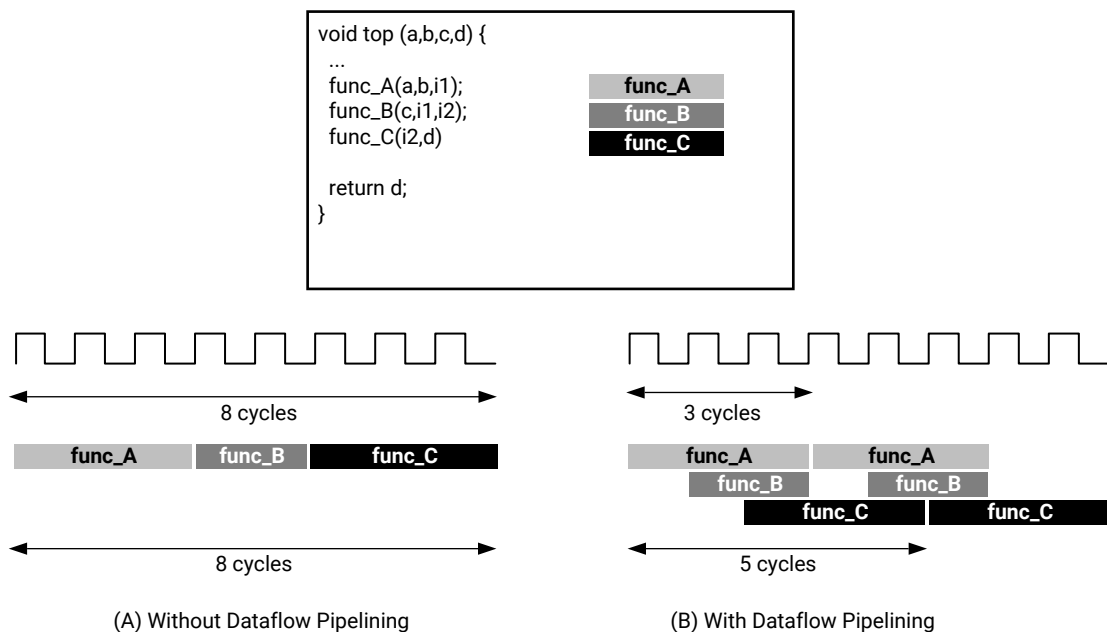 void top (a,b,c,d) {
...
func_A(a,b,i1);
func_B(c,i1,i2);
func_C(i2,d)
return d;
}
func_A
func_B
func_C
8 cycles
func_A func_B func_C
8 cycles
(A) Without Dataflow Pipelining
3 cycles
func_A func_A
func_B func_B
func_C func_C
5 cycles
(B) With Dataflow Pipelining